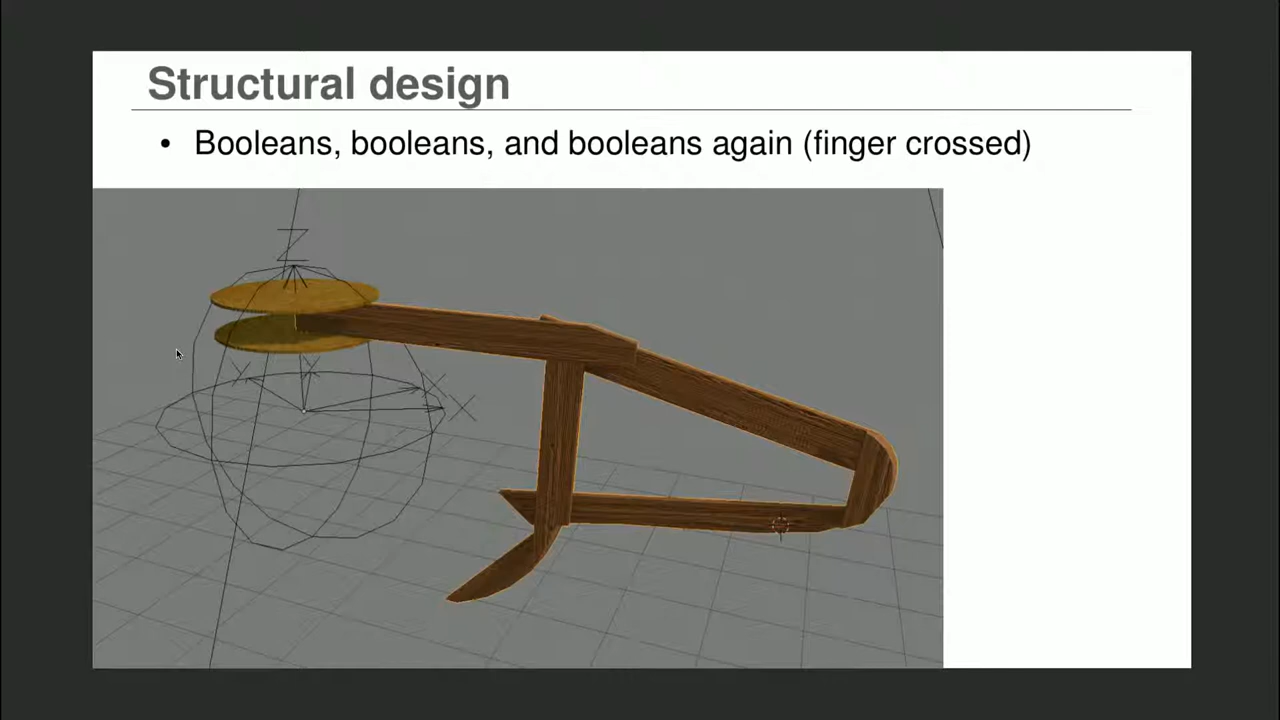 Structural design
• Booleans, booleans, and booleans again (finger crossed)
Z
Y
Y
X
X